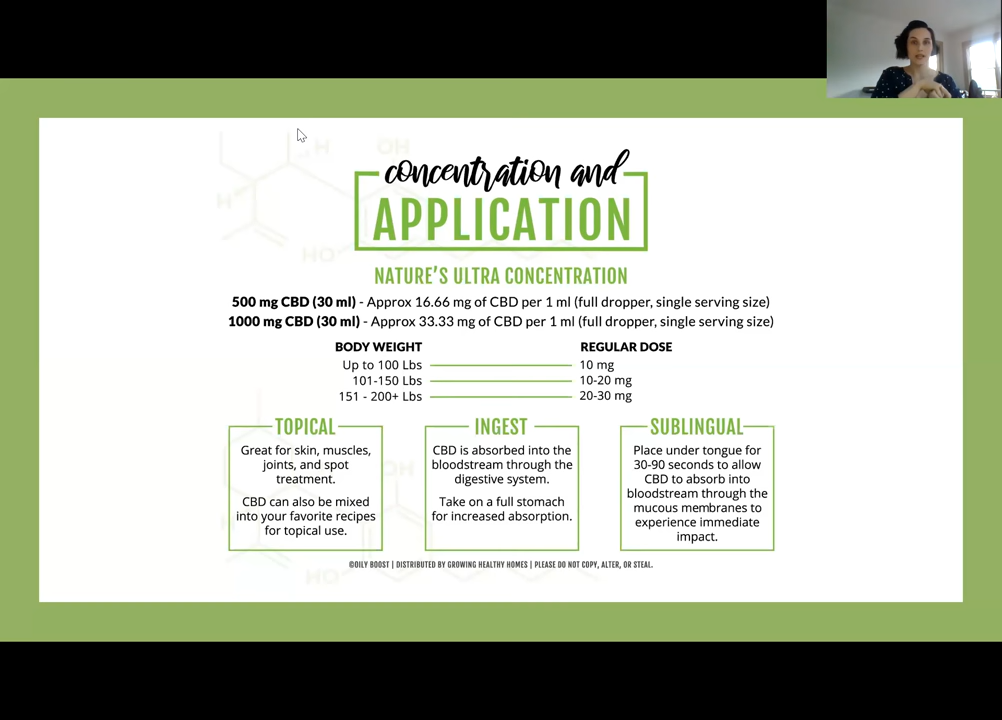 concentration and
APPLICATION
NATURE'S ULTRA CONCENTRATION
500 mg CBD (30 ml) - Approx 16.66 mg of CBD per 1 ml (full dropper, single serving size)
1000 mg CBD (30 ml) - Approx 33.33 mg of CBD per 1 ml (full dropper, single serving size)
BODY WEIGHT REGULAR DOSE
Up to 100 Lbs 10 mg
101-150 Lbs 10-20 mg
151 - 200+ Lbs 20-30 mg
TOPICAL
Great for skin, muscles,
joints, and spot
treatment.
CBD can also be mixed
into your favorite recipes
for topical use.
INGEST
CBD is absorbed into the
bloodstream through the
digestive system.
Take on a full stomach
for increased absorption.
SUBLINGUAL
Place under tongue for
30-90 seconds to allow
CBD to absorb into
bloodstream through the
mucous membranes to
experience immediate
impact.
©OILY BOOST | DISTRIBUTED BY GROWING HEALTHY HOMES | PLEASE DO NOT COPY, ALTER, OR STEAL.
H
OH
H
HO
OH
HO